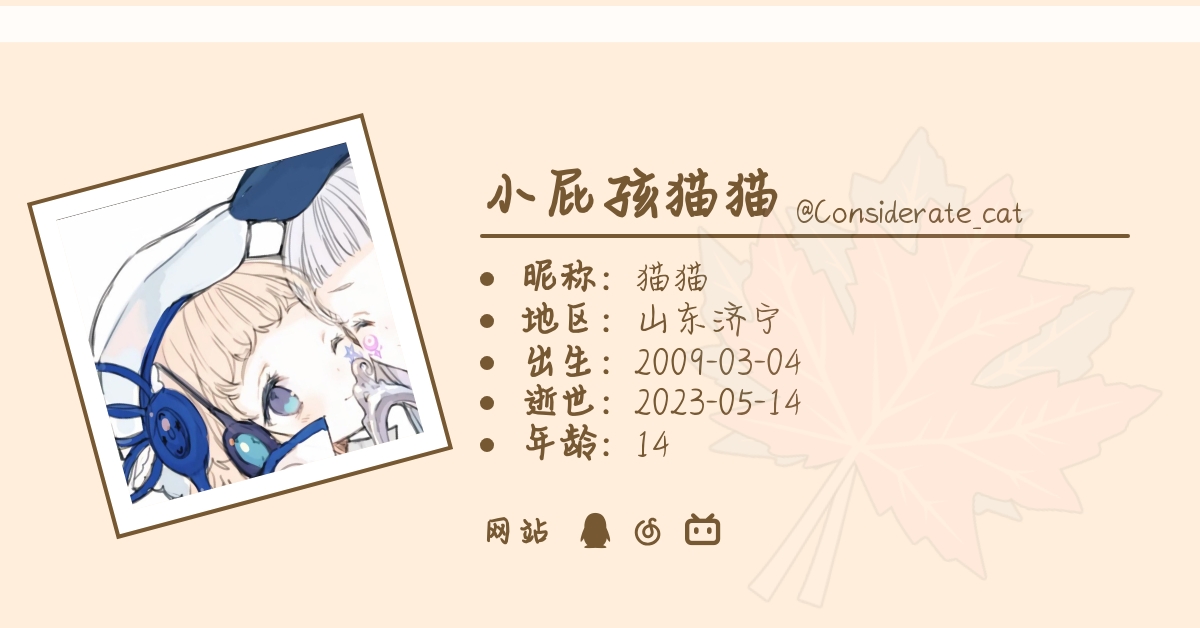 小屁孩猫猫 @Considerate_cat
昵称：猫猫
地区：山东济宁
出生：2009-03-04
逝世：2023-05-14
年龄：14
网站